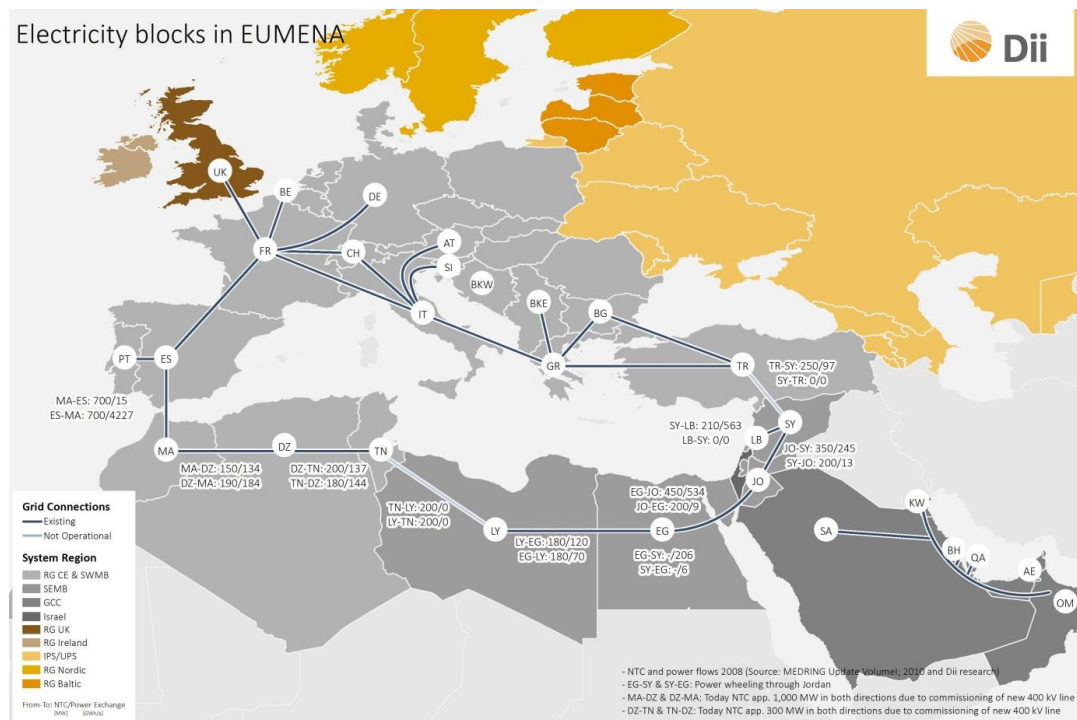 Electricity blocks in EUMENA
Dii
UK
BE
DE
FR
CH
AT
SI
BKW
IT
BKE
BG
PT
ES
GR
TR
TR-SY: 250/97
SY-TR: 0/0
MA-ES: 700/15
ES-MA: 700/4227
SY-LB: 210/563
LB-SY: 0/0
SY
LB
MA
DZ
TN
JO-SY: 350/245
SY-JO: 200/13
MA-DZ: 150/134
DZ-MA: 190/184
DZ-TN: 200/137
TN-DZ: 180/144
JO
EG-JO: 450/534
JO-EG: 200/9
TN-LY: 200/0
LY-TN: 200/0
KW
LY
EG
SA
LY-EG: 180/120
EG-LY: 180/70
EG-SY: -/206
SY-EG: -/6
BH
QA
AE
OM
Grid Connections
Existing
Not Operational
System Region
RG CE & SWMB
SEMB
GCC
Israel
RG UK
RG Ireland
IPS/UPS
RG Nordic
RG Baltic
From-To: NTC/Power Exchange
[MW] [GWh/a]
- NTC and power flows 2008 (Source: MEDRING Update VolumeI; 2010 and Dii research)
- EG-SY & SY-EG: Power wheeling through Jordan
- MA-DZ & DZ-MA: Today NTC app. 1,000 MW in both directions due to commissioning of new 400 kV line
- DZ-TN & TN-DZ: Today NTC app. 300 MW in both directions due to commissioning of new 400 kV line